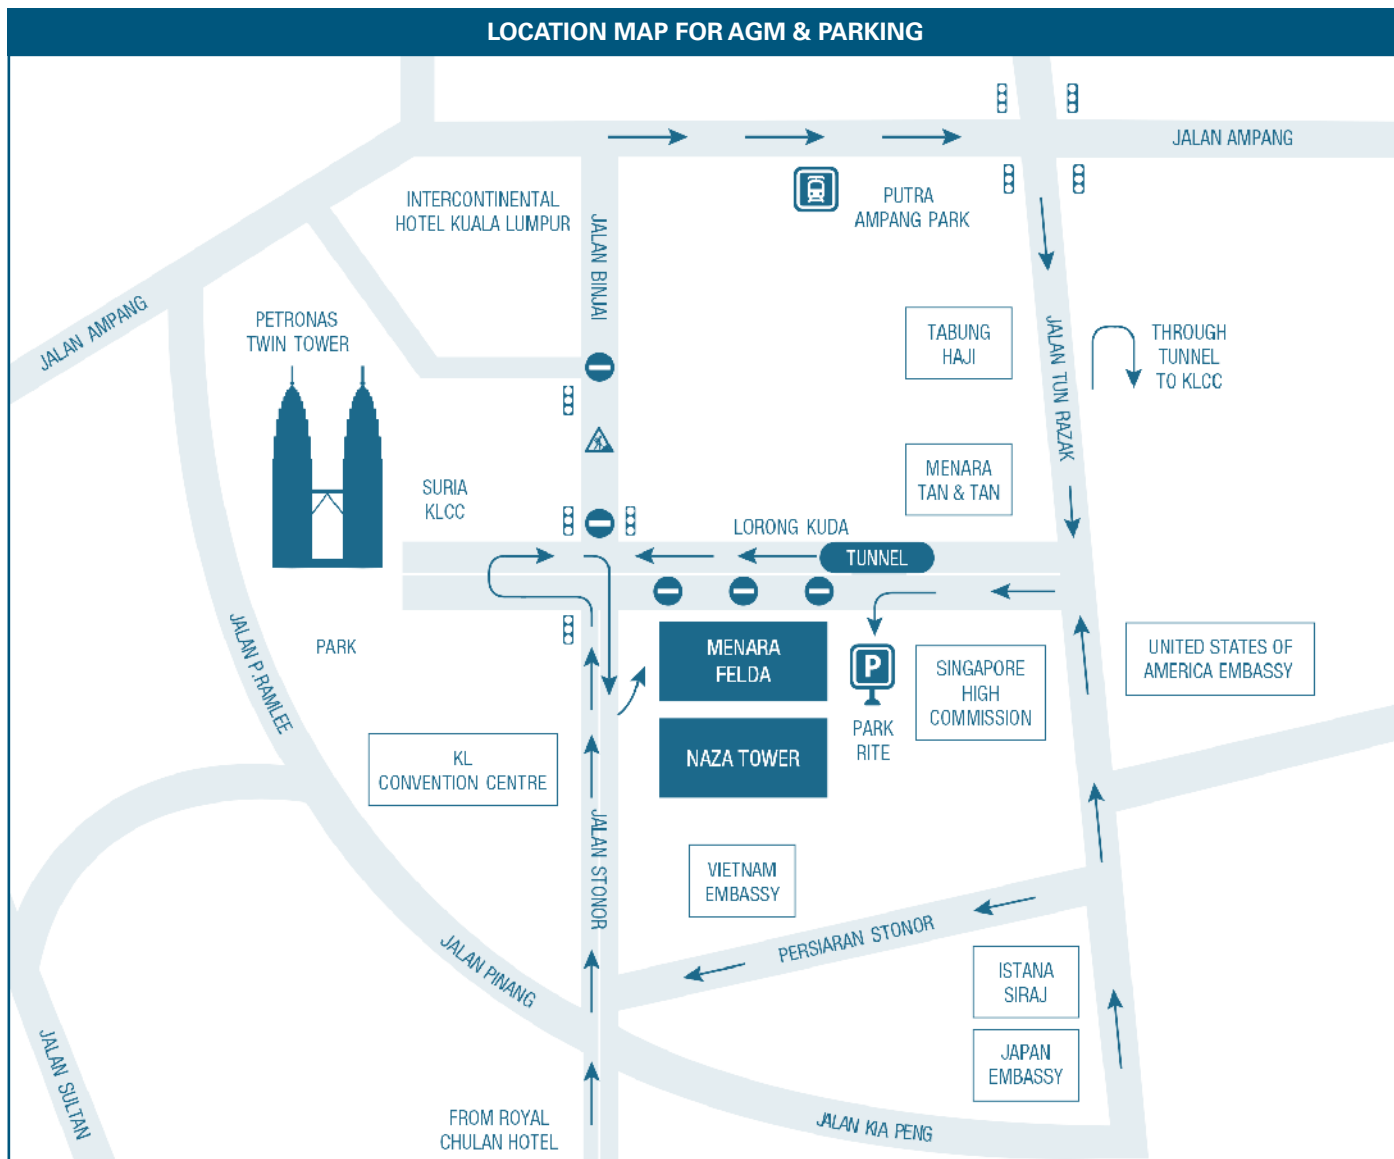 LOCATION MAP FOR AGM & PARKING
JALAN AMPANG
INTERCONTINENTAL
HOTEL KUALA LUMPUR
PUTRA
AMPANG PARK
JALAN BINJAI
JALAN AMPANG
PETRONAS
TWIN TOWER
TABUNG
HAJI
JALAN TUN RAZAK
THROUGH
TUNNEL
TO KLCC
SURIA
KLCC
MENARA
TAN & TAN
LORONG KUDA
TUNNEL
PARK
JALAN P.RAMLEE
MENARA
FELDA
P
PARK
RITE
SINGAPORE
HIGH
COMMISSION
UNITED STATES OF
AMERICA EMBASSY
KL
CONVENTION CENTRE
NAZA TOWER
JALAN STONOR
VIETNAM
EMBASSY
PERSIARAN STONOR
JALAN PINANG
ISTANA
SIRAJ
JAPAN
EMBASSY
JALAN SULTAN
FROM ROYAL
CHULAN HOTEL
JALAN KIA PENG